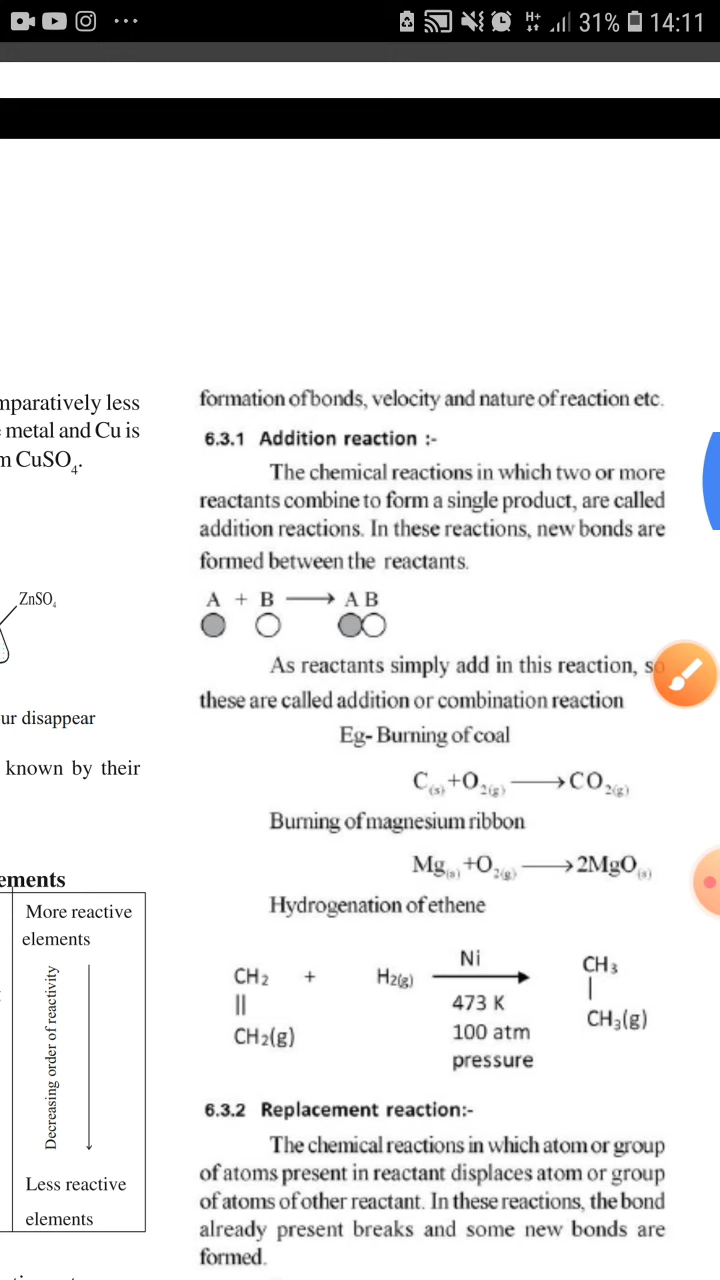 31% 14:11
mparatively less
metal and Cu is
m CuSO₄.
ZnSO₄
ur disappear
known by their
ements
More reactive
elements
Decreasing order of reactivity
Less reactive
elements
formation of bonds, velocity and nature of reaction etc.
6.3.1 Addition reaction :-
The chemical reactions in which two or more
reactants combine to form a single product, are called
addition reactions. In these reactions, new bonds are
formed between the reactants.
A + B ⟶ A B
As reactants simply add in this reaction, so
these are called addition or combination reaction
Eg- Burning of coal
C(s)+O₂(g) ⟶ CO₂(g)
Burning of magnesium ribbon
Mg(s)+O₂(g) ⟶ 2MgO(s)
Hydrogenation of ethene
Ni
CH₂ + H₂(g) ⟶ CH₃
|| 473 K |
CH₂(g) 100 atm CH₃(g)
pressure
6.3.2 Replacement reaction:-
The chemical reactions in which atom or group
of atoms present in reactant displaces atom or group
of atoms of other reactant. In these reactions, the bond
already present breaks and some new bonds are
formed.